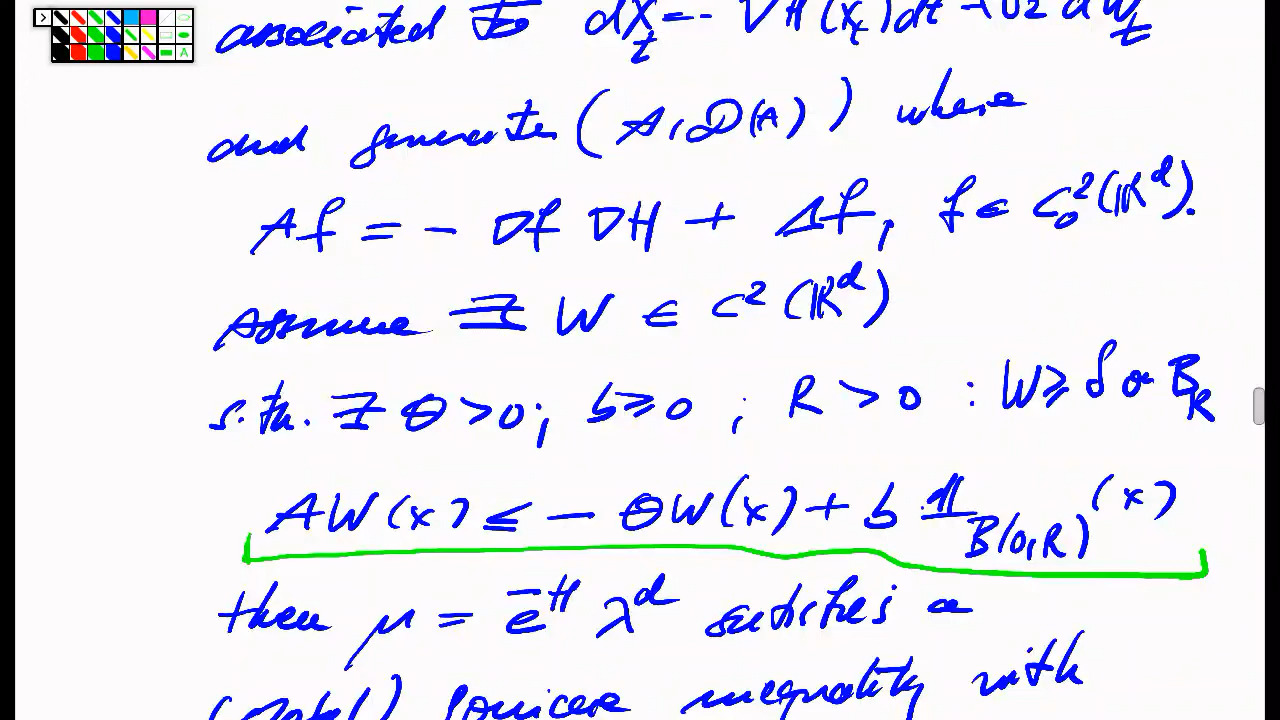 associated to dX_t = - ∇H(X_t)dt + √2 dW_t
and generator (A, D(A)) where
Af = - ∇f ∇H + Δf, f ∈ C_0^2(ℝ^d).
Assume ∃ W ∈ C^2(ℝ^d)
s.th. ∃ θ > 0; b ≥ 0; R > 0 : W ≥ δ on B_R
AW(x) ≤ - θW(x) + b 𝟙_{B(0,R)}(x)
then μ = e^{-H} λ^d satisfies a
Poincare inequality with